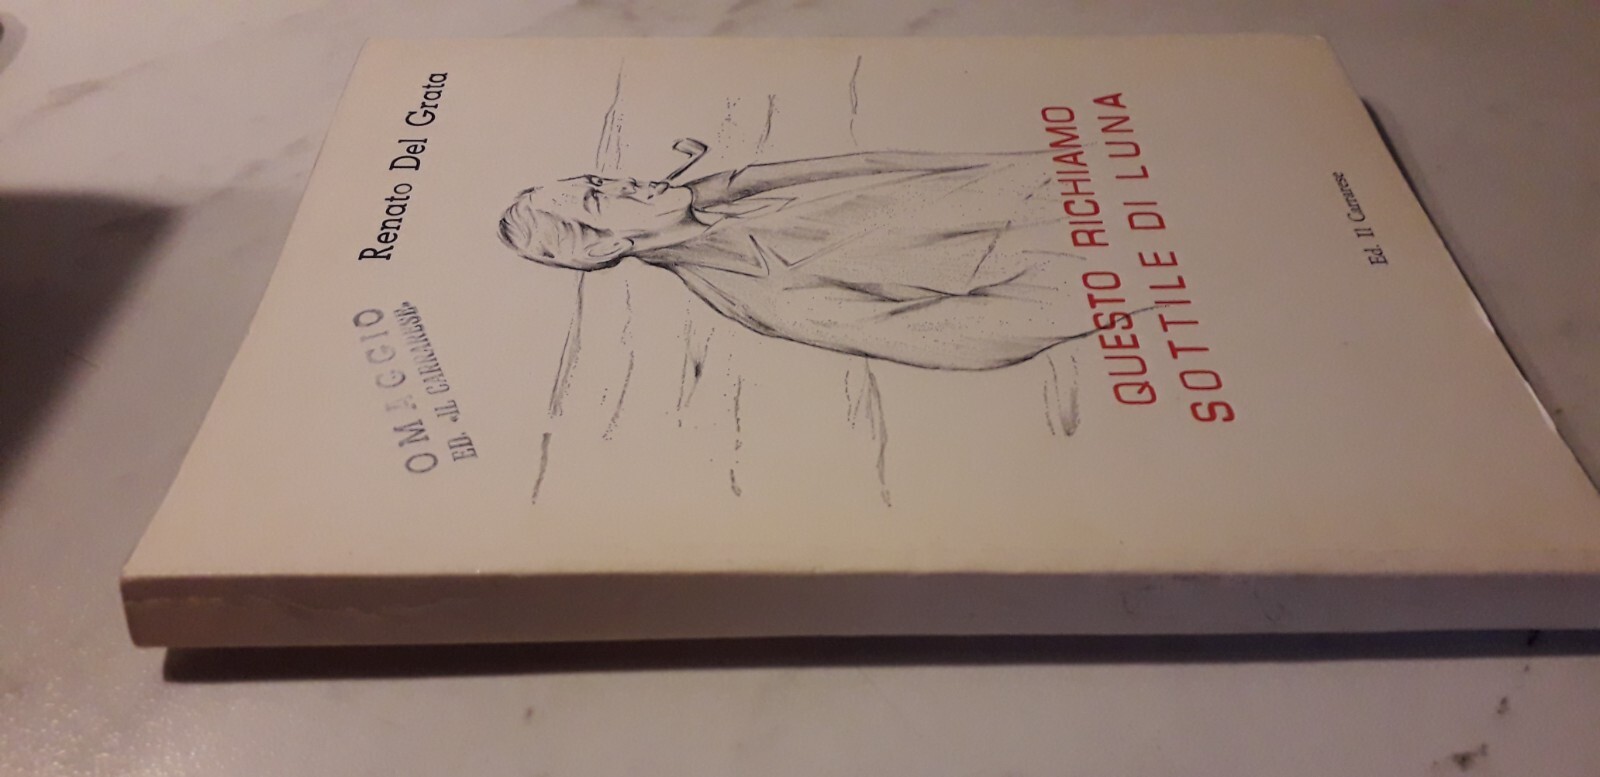 Renato Del Grata
OMAGGIO
ED. «IL CARRARESE»
QUESTO RICHIAMO
SOTTILE DI LUNA
Ed. Il Carrarese